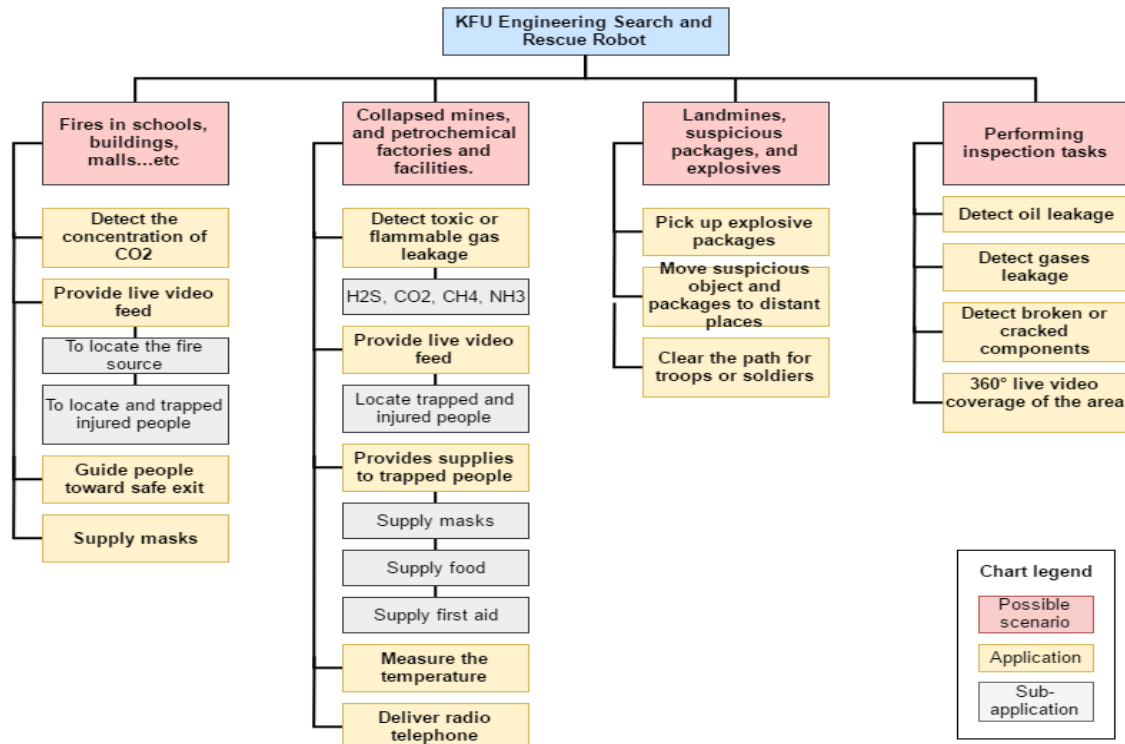 KFU Engineering Search and
Rescue Robot
Fires in schools,
buildings,
malls...etc
Detect the
concentration of
CO2
Provide live video
feed
To locate the fire
source
To locate and trapped
injured people
Guide people
toward safe exit
Supply masks
Collapsed mines,
and petrochemical
factories and
facilities.
Detect toxic or
flammable gas
leakage
H2S, CO2, CH4, NH3
Provide live video
feed
Locate trapped and
injured people
Provides supplies
to trapped people
Supply masks
Supply food
Supply first aid
Measure the
temperature
Deliver radio
telephone
Landmines,
suspicious
packages, and
explosives
Pick up explosive
packages
Move suspicious
object and
packages to distant
places
Clear the path for
troops or soldiers
Performing
inspection tasks
Detect oil leakage
Detect gases
leakage
Detect broken or
cracked
components
360° live video
coverage of the area
Chart legend
Possible
scenario
Application
Sub-
application